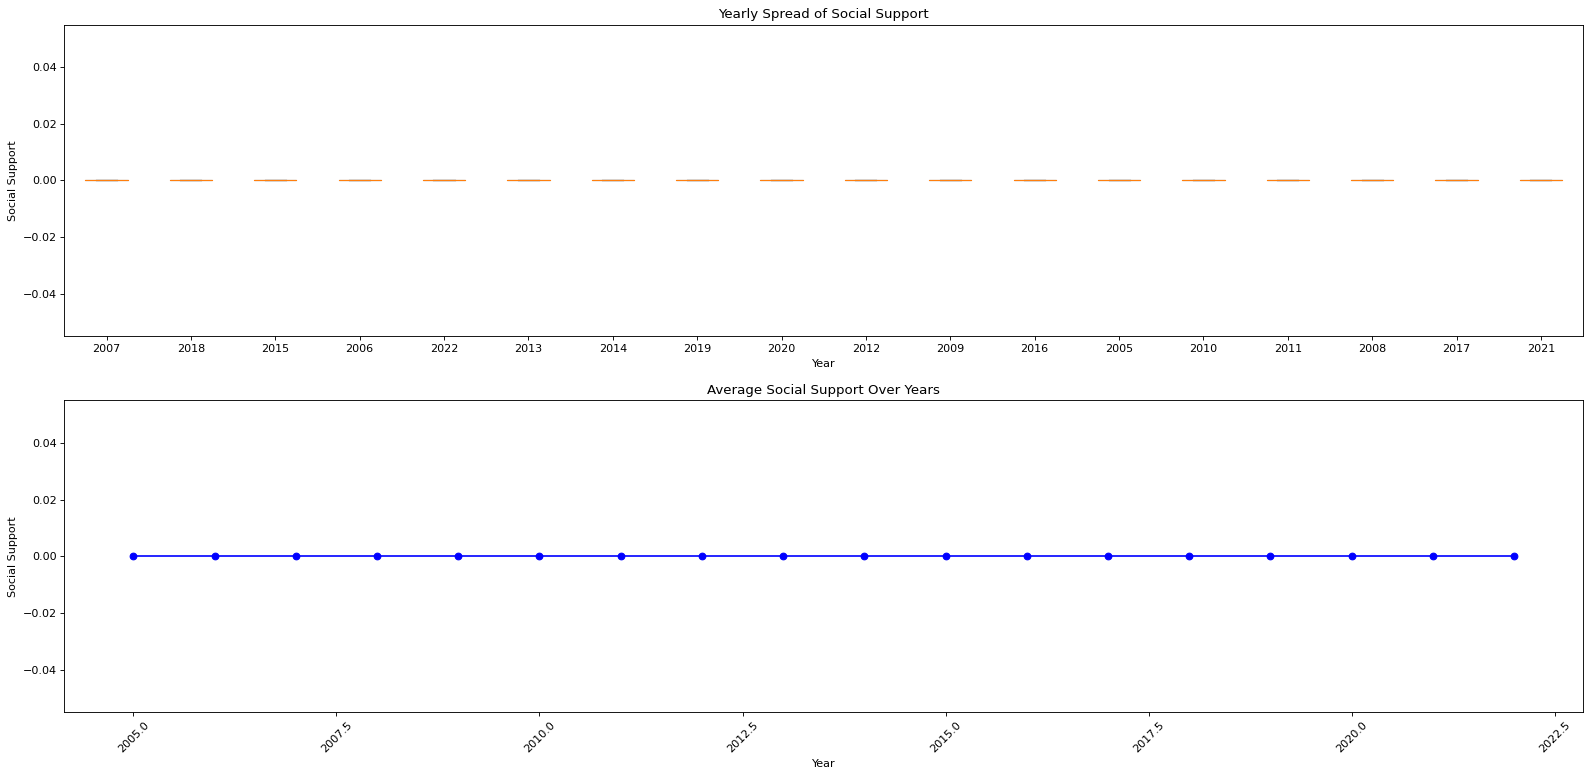 Yearly Spread of Social Support
Social Support
0.04
0.02
0.00
−0.02
−0.04
2007 2018 2015 2006 2022 2013 2014 2019 2020 2012 2009 2016 2005 2010 2011 2008 2017 2021
Year
Average Social Support Over Years
Social Support
0.04
0.02
0.00
−0.02
−0.04
2005.0 2007.5 2010.0 2012.5 2015.0 2017.5 2020.0 2022.5
Year